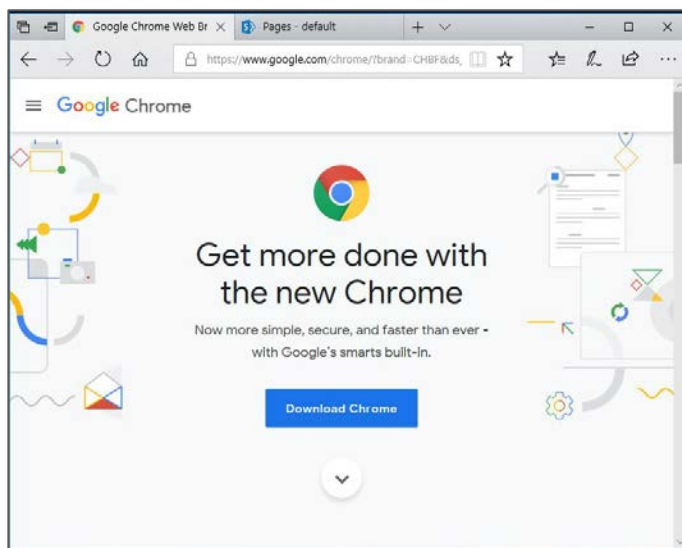 Google Chrome Web Br
Pages - default
https://www.google.com/chrome/?brand=CHBF&ds,
Google Chrome
Get more done with
the new Chrome
Now more simple, secure, and faster than ever -
with Google's smarts built-in.
Download Chrome